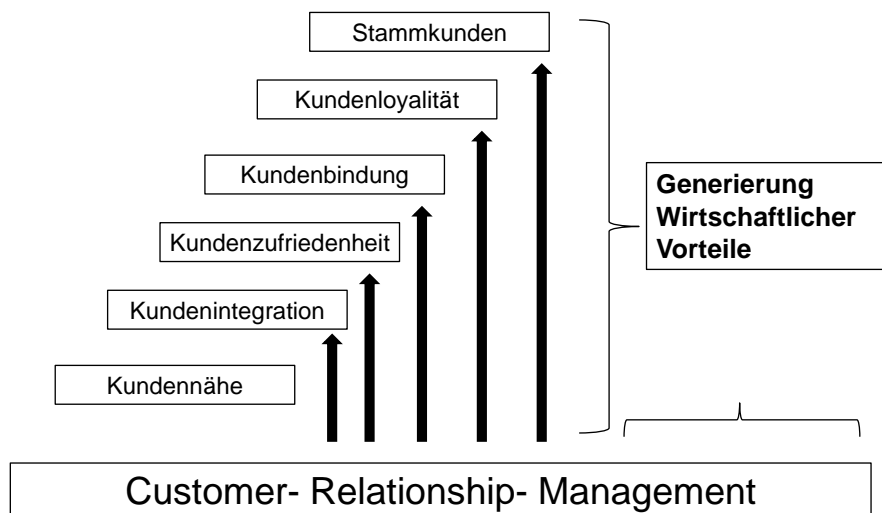 Stammkunden
Kundenloyalität
Kundenbindung
Kundenzufriedenheit
Kundenintegration
Kundennähe
Generierung
Wirtschaftlicher
Vorteile
Customer- Relationship- Management